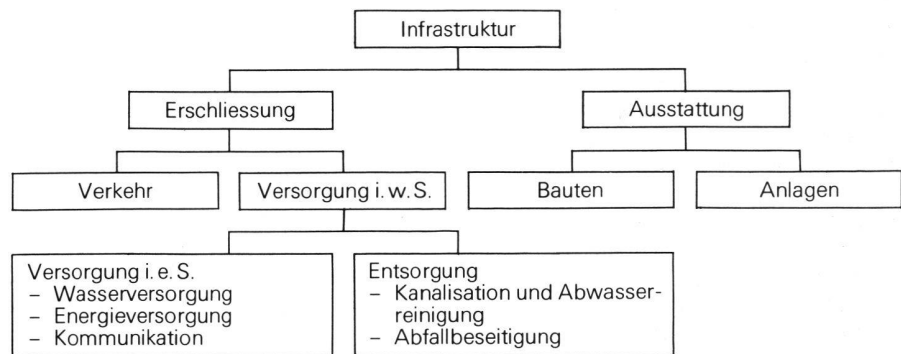 Infrastruktur
Erschliessung
Ausstattung
Verkehr
Versorgung i. w. S.
Bauten
Anlagen
Versorgung i. e. S.
– Wasserversorgung
– Energieversorgung
– Kommunikation
Entsorgung
– Kanalisation und Abwasser-
reinigung
– Abfallbeseitigung